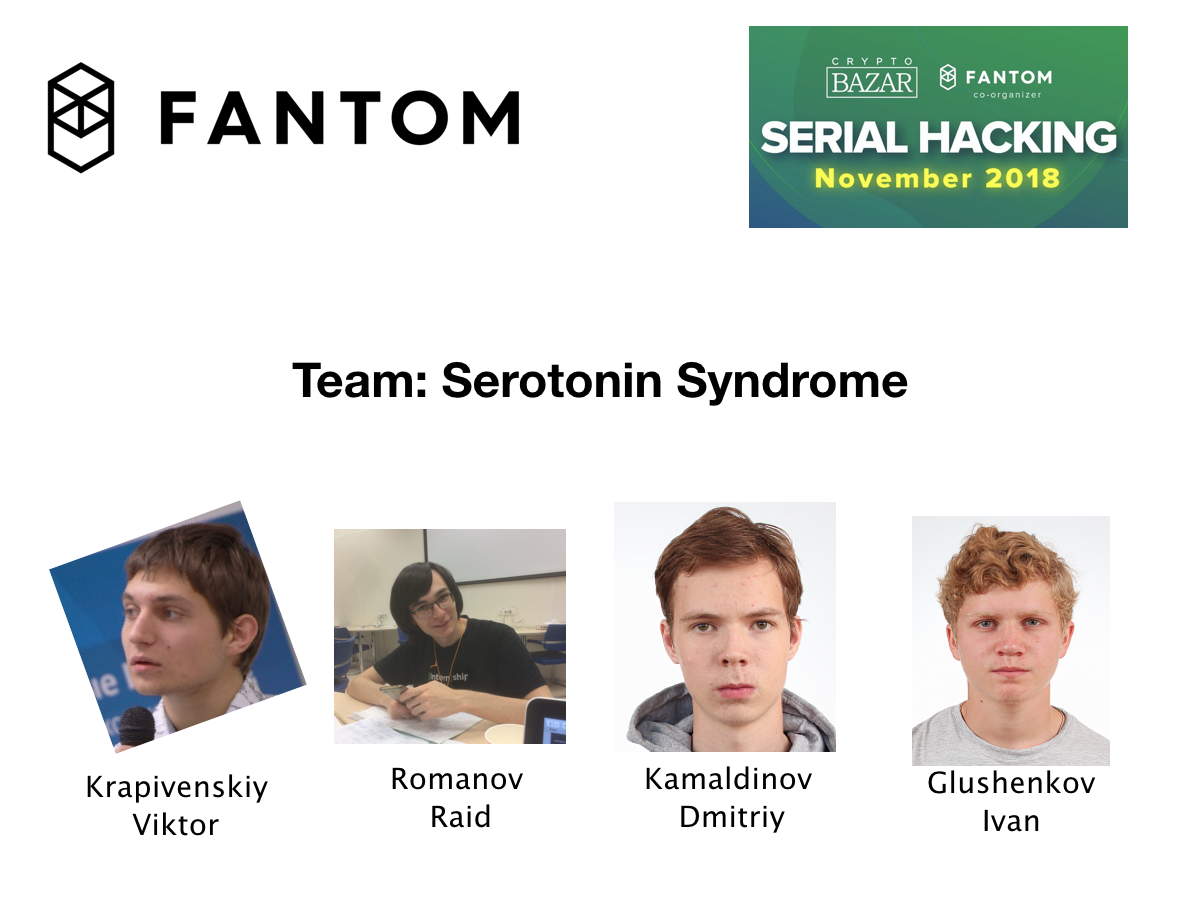 FANTOM
CRYPTO
BAZAR
FANTOM
co-organizer
SERIAL HACKING
November 2018
Team: Serotonin Syndrome
Krapivenskiy
Viktor
Romanov
Raid
Kamaldinov
Dmitriy
Glushenkov
Ivan